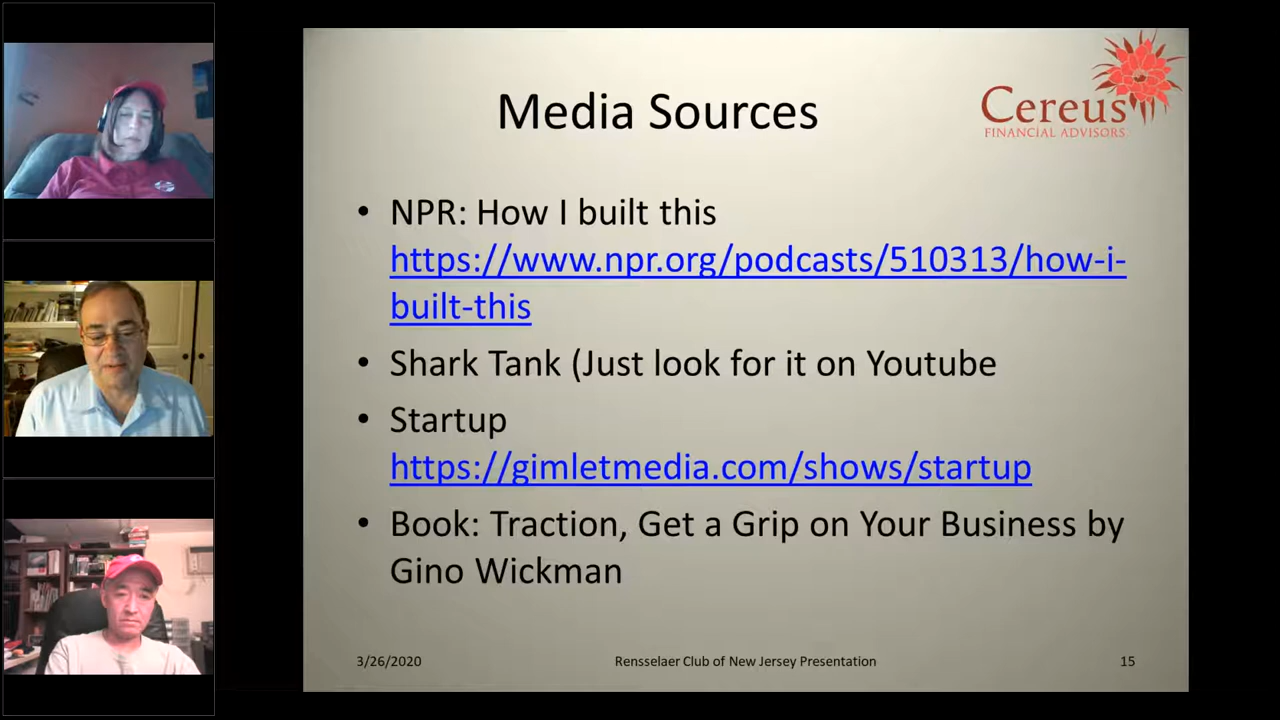 Media Sources
Cereus
FINANCIAL ADVISORS
• NPR: How I built this
https://www.npr.org/podcasts/510313/how-i-
built-this
• Shark Tank (Just look for it on Youtube
• Startup
https://gimletmedia.com/shows/startup
• Book: Traction, Get a Grip on Your Business by
Gino Wickman
3/26/2020
Rensselaer Club of New Jersey Presentation
15